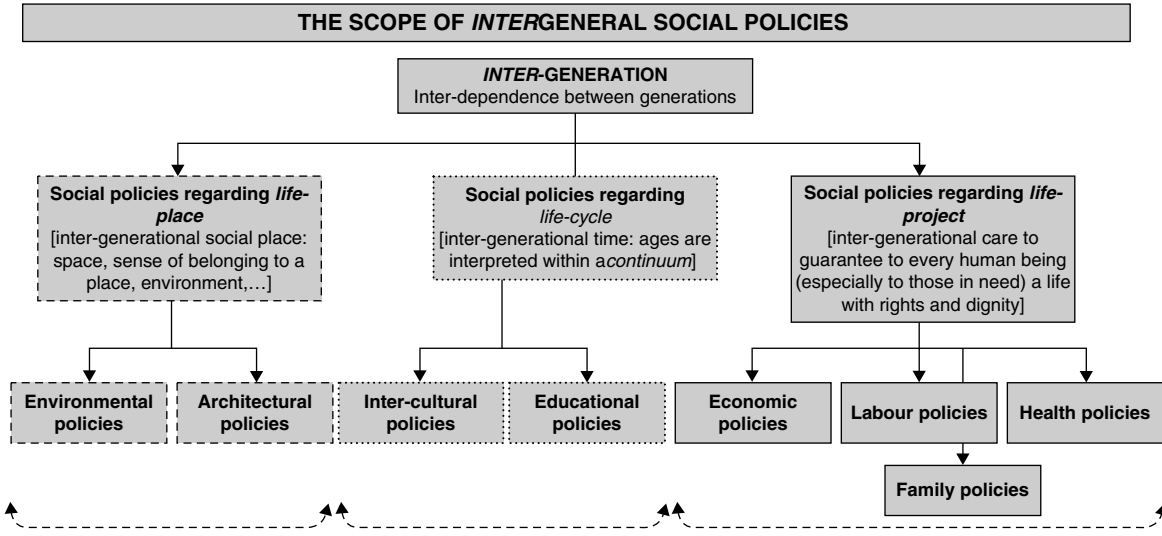 THE SCOPE OF INTERGENERAL SOCIAL POLICIES
INTER-GENERATION
Inter-dependence between generations
Social policies regarding life-
place
[inter-generational social place:
space, sense of belonging to a
place, environment,…]
Social policies regarding
life-cycle
[inter-generational time: ages are
interpreted within acontinuum]
Social policies regarding life-
project
[inter-generational care to
guarantee to every human being
(especially to those in need) a life
with rights and dignity]
Environmental
policies
Architectural
policies
Inter-cultural
policies
Educational
policies
Economic
policies
Labour policies
Health policies
Family policies